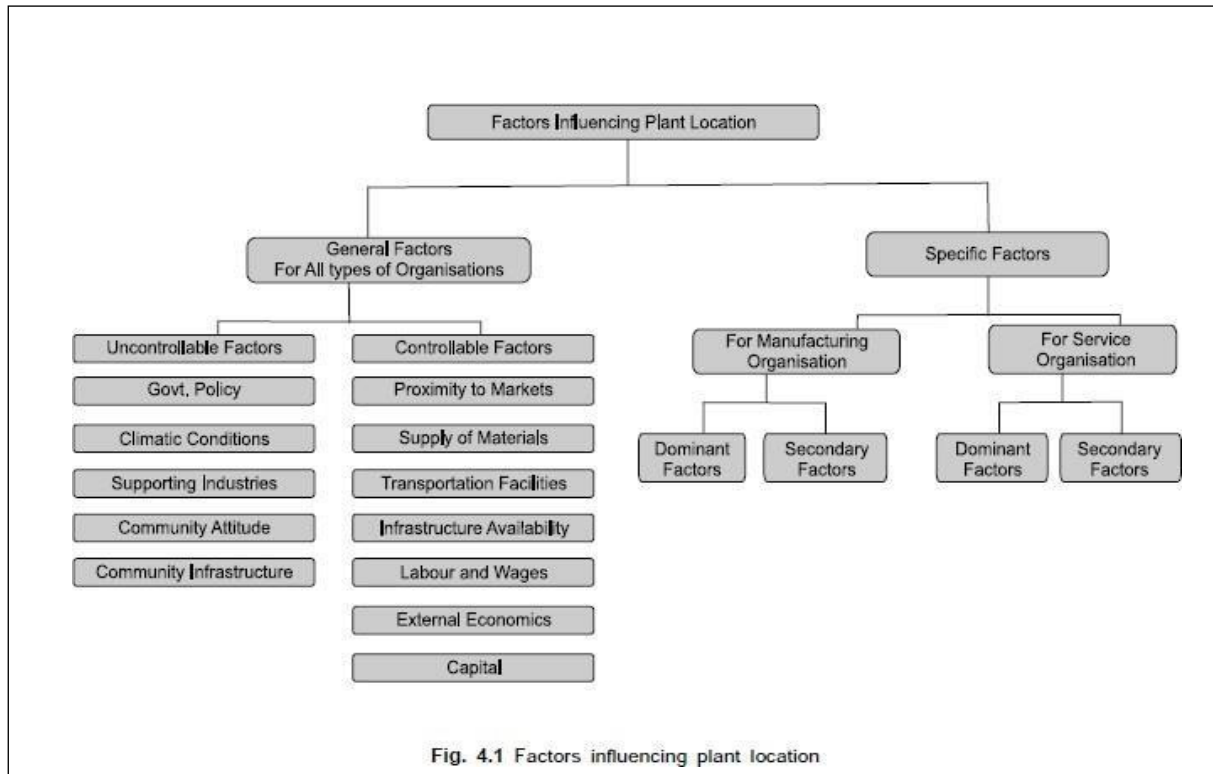 Factors Influencing Plant Location
General Factors
For All types of Organisations
Specific Factors
Uncontrollable Factors
Govt, Policy
Climatic Conditions
Supporting Industries
Community Attitude
Community Infrastructure
Controllable Factors
Proximity to Markets
Supply of Materials
Transportation Facilities
Infrastructure Availability
Labour and Wages
External Economics
Capital
For Manufacturing
Organisation
Dominant
Factors
Secondary
Factors
For Service
Organisation
Dominant
Factors
Secondary
Factors
Fig. 4.1 Factors influencing plant location